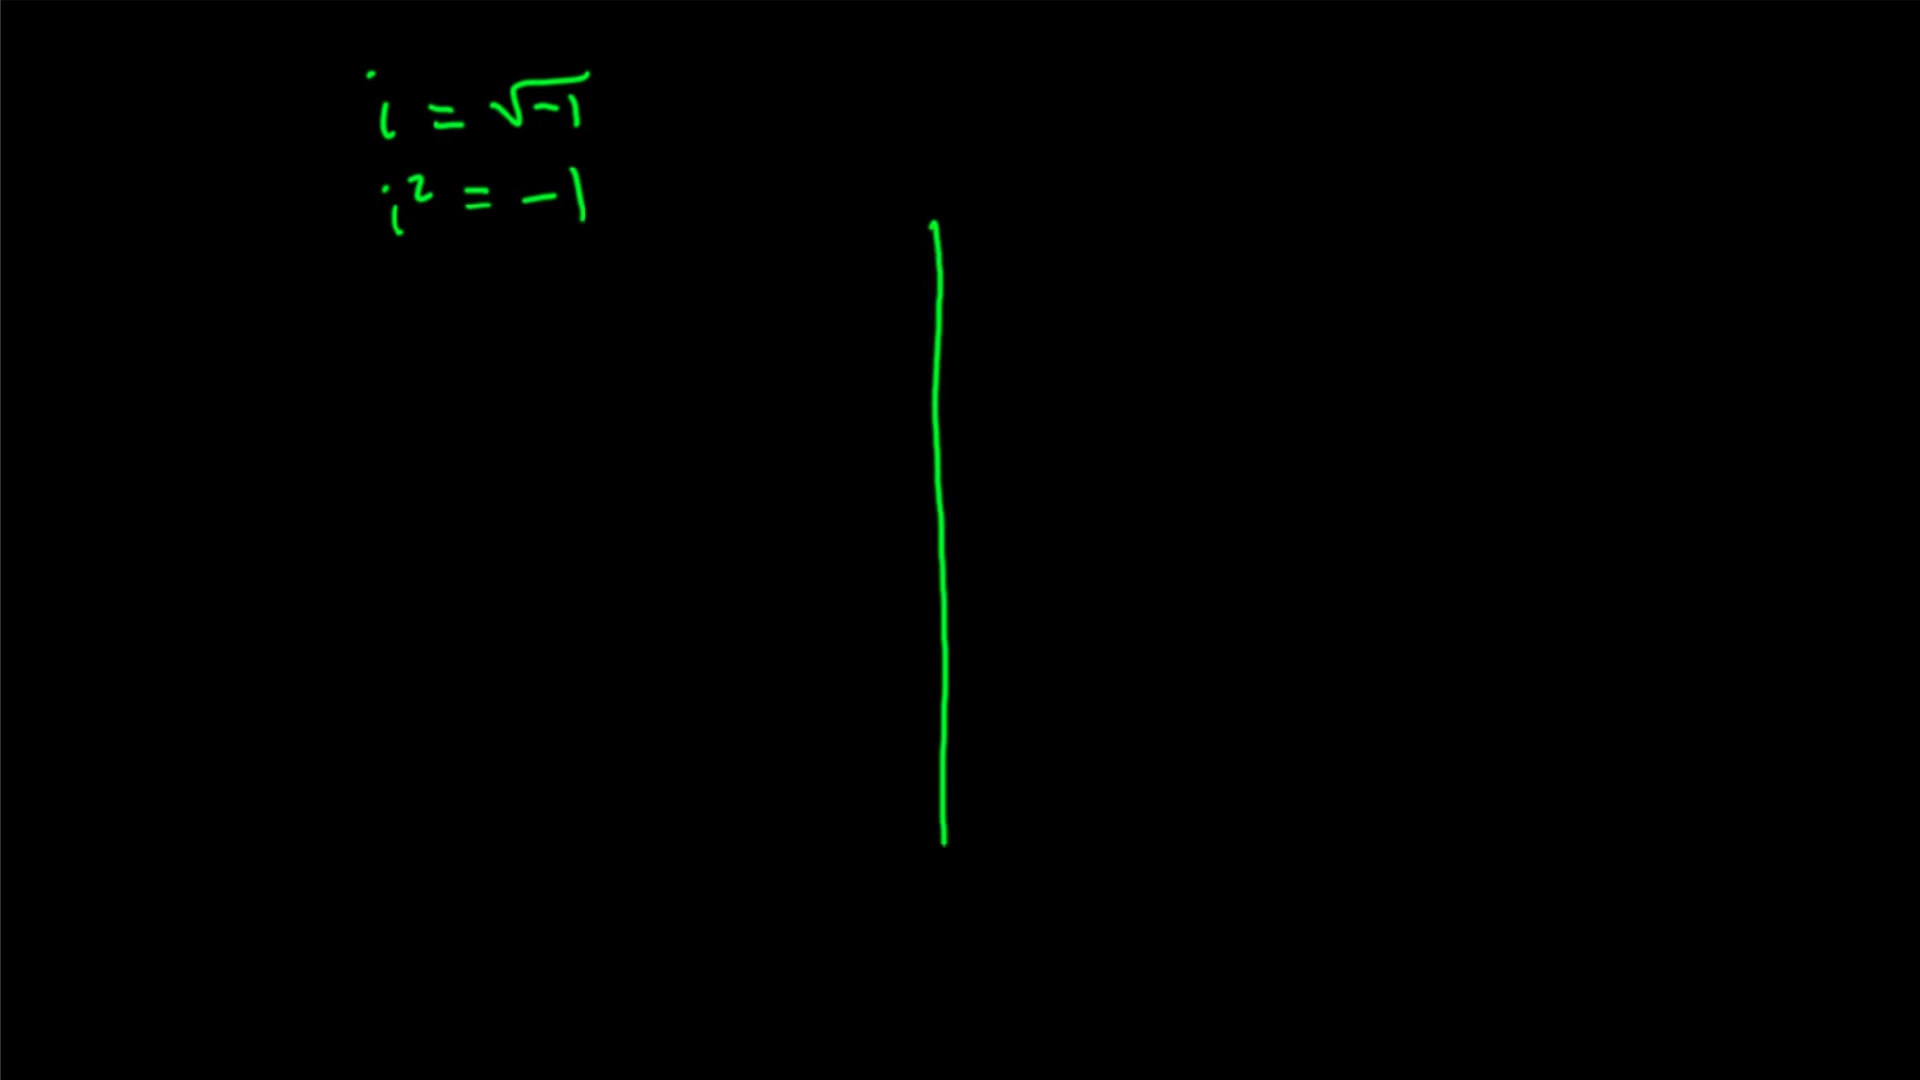 i = √-1
i² = -1